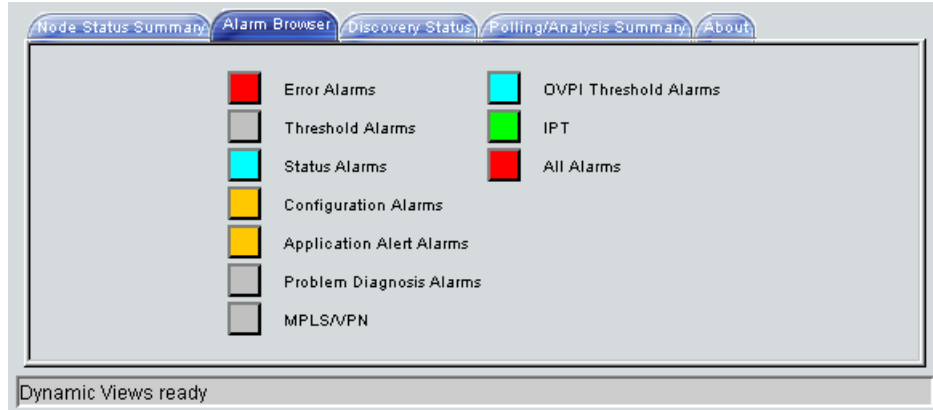 Node Status Summary Alarm Browser Discovery Status Polling/Analysis Summary About
Error Alarms
Threshold Alarms
Status Alarms
Configuration Alarms
Application Alert Alarms
Problem Diagnosis Alarms
MPLS/VPN
OVPI Threshold Alarms
IPT
All Alarms
Dynamic Views ready